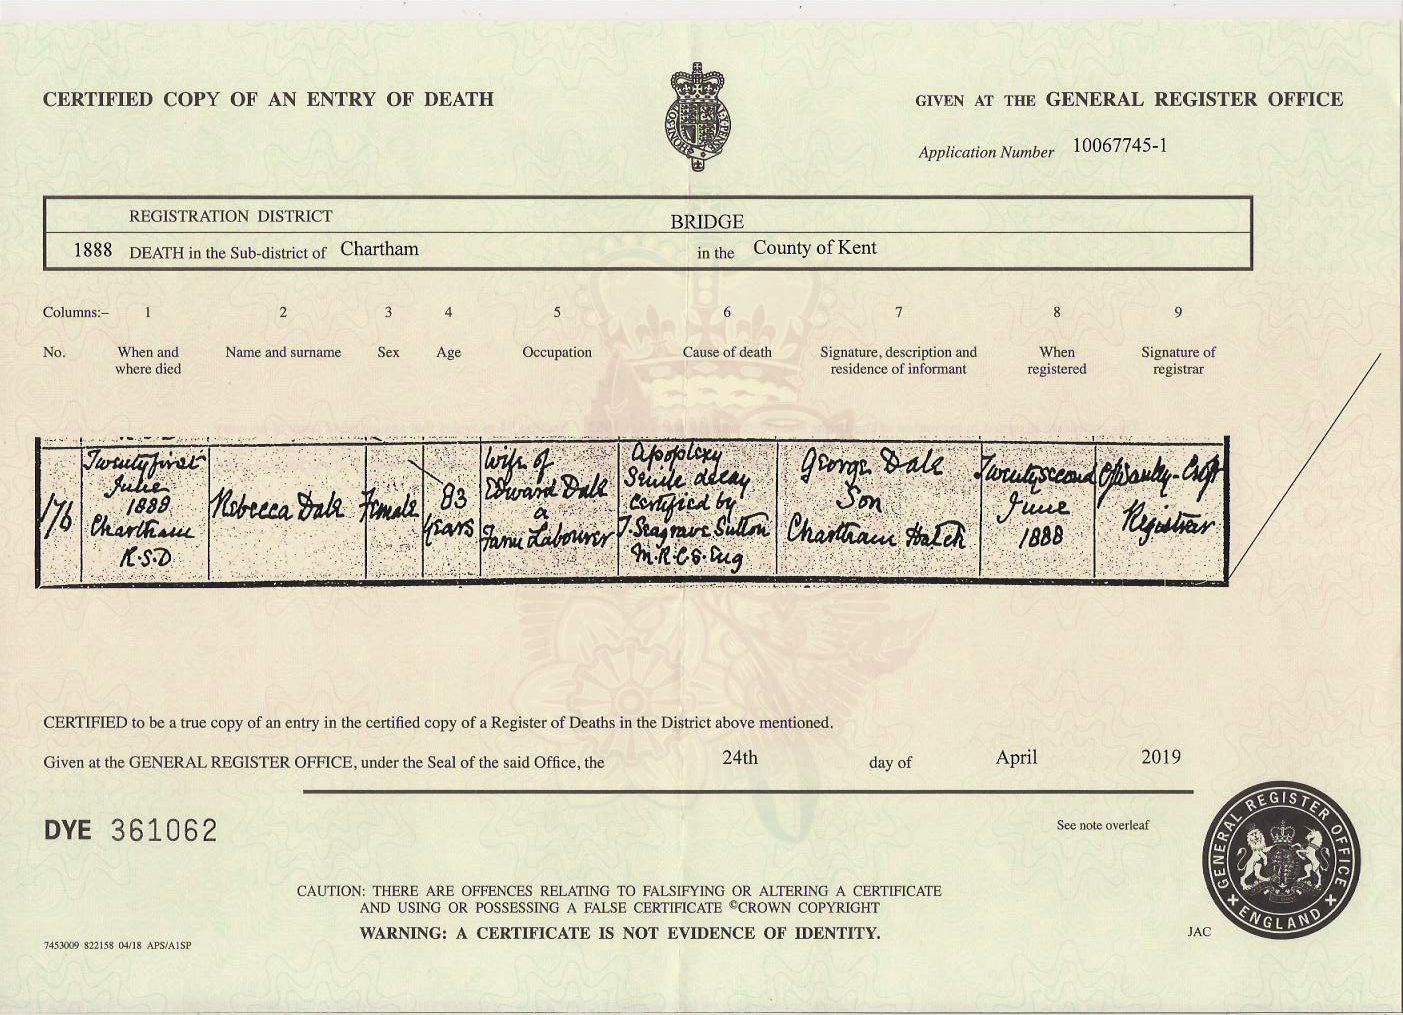 CERTIFIED COPY OF AN ENTRY OF DEATH
GIVEN AT THE GENERAL REGISTER OFFICE
Application Number 10067745-1
REGISTRATION DISTRICT BRIDGE
1888 DEATH in the Sub-district of Chartham in the County of Kent
Columns:– 1 2 3 4 5 6 7 8 9
No. When and where died Name and surname Sex Age Occupation Cause of death Signature, description and residence of informant When registered Signature of registrar
176
Twenty first
June
1888
Chartham
R.S.D
Rebecca Dale
Female
83
years
Wife of
Edward Dale
a
Farm Labourer
Apoplexy
Senile decay
Certified by
Seagrave Sutton
M.R.C.S. Eng
George Dale
Son
Chartham Hatch
Twenty second
June
1888
Registrar
CERTIFIED to be a true copy of an entry in the certified copy of a Register of Deaths in the District above mentioned.
Given at the GENERAL REGISTER OFFICE, under the Seal of the said Office, the 24th day of April 2019
DYE 361062
See note overleaf
GENERAL REGISTER OFFICE
ENGLAND
CAUTION: THERE ARE OFFENCES RELATING TO FALSIFYING OR ALTERING A CERTIFICATE
AND USING OR POSSESSING A FALSE CERTIFICATE ©CROWN COPYRIGHT
WARNING: A CERTIFICATE IS NOT EVIDENCE OF IDENTITY.
7453009 822158 04/18 APS/A1SP
JAC